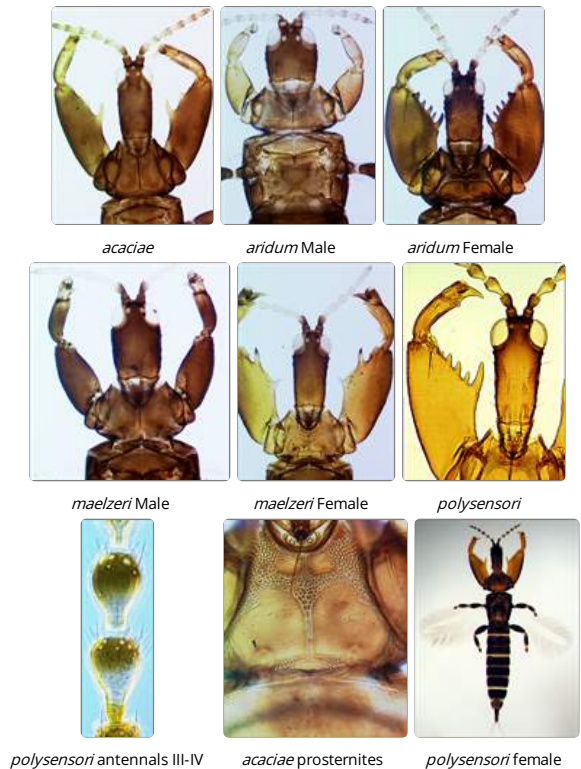 acaciae
aridum Male
aridum Female
maelzeri Male
maelzeri Female
polysensori
polysensori antennals III-IV
acaciae prosternites
polysensori female